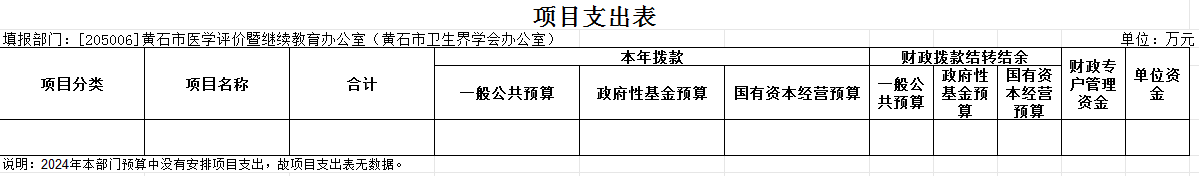 项目支出表
填报部门：[205006]黄石市医学评价暨继续教育办公室（黄石市卫生界学会办公室）
单位：万元
项目分类
项目名称
合计
本年拨款
财政拨款结转结余
财政专
户管理
资金
单位资
金
一般公共预算
政府性基金预算
国有资本经营预算
一般公
共预算
政府性
基金预
算
国有资
本经营
预算
说明：2024年本部门预算中没有安排项目支出，故项目支出表无数据。